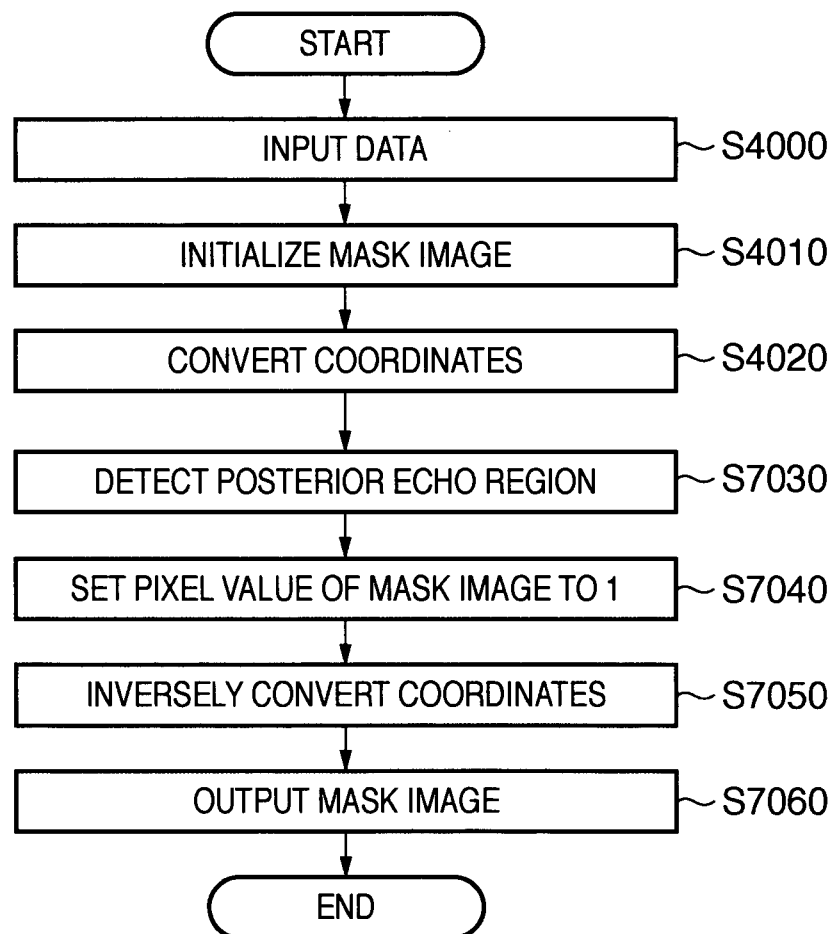 START
INPUT DATA S4000
INITIALIZE MASK IMAGE S4010
CONVERT COORDINATES S4020
DETECT POSTERIOR ECHO REGION S7030
SET PIXEL VALUE OF MASK IMAGE TO 1 S7040
INVERSELY CONVERT COORDINATES S7050
OUTPUT MASK IMAGE S7060
END